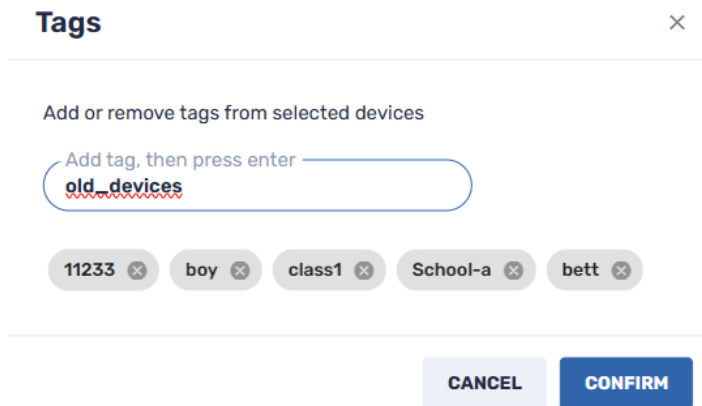 Tags
Add or remove tags from selected devices
Add tag, then press enter
old_devices
11233 boy class1 School-a bett
CANCEL CONFIRM